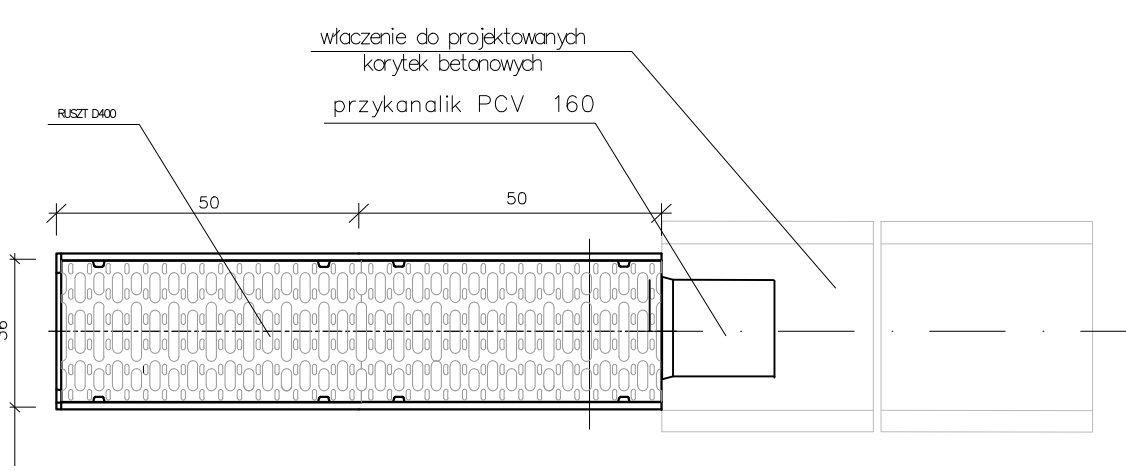 włączenie do projektowanych
korytek betonowych
przykanalik PCV 160
RUSZT D400
50
50